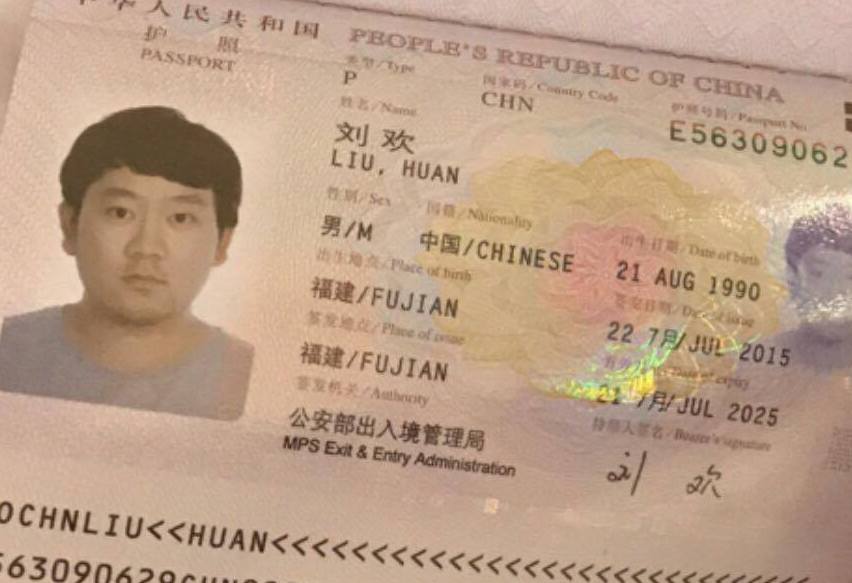 中华人民共和国 PEOPLE'S REPUBLIC OF CHINA
护照
PASSPORT
类型/Type
P
国家码/Country Code
CHN
护照号码/Passport No.
E56309062
姓名/Name
刘欢
LIU, HUAN
性别/Sex
男/M
国籍/Nationality
中国/CHINESE
出生日期/Date of birth
21 AUG 1990
出生地点/Place of birth
福建/FUJIAN
签发日期/Date of issue
22 7月/JUL 2015
签发地点/Place of issue
福建/FUJIAN
有效期至/Date of expiry
21 7月/JUL 2025
签发机关/Authority
公安部出入境管理局
MPS Exit & Entry Administration
持照人签名/Bearer's signature
刘欢
OCHNLIU<<HUAN<<<<<<<<<<<<<<<<<<<<